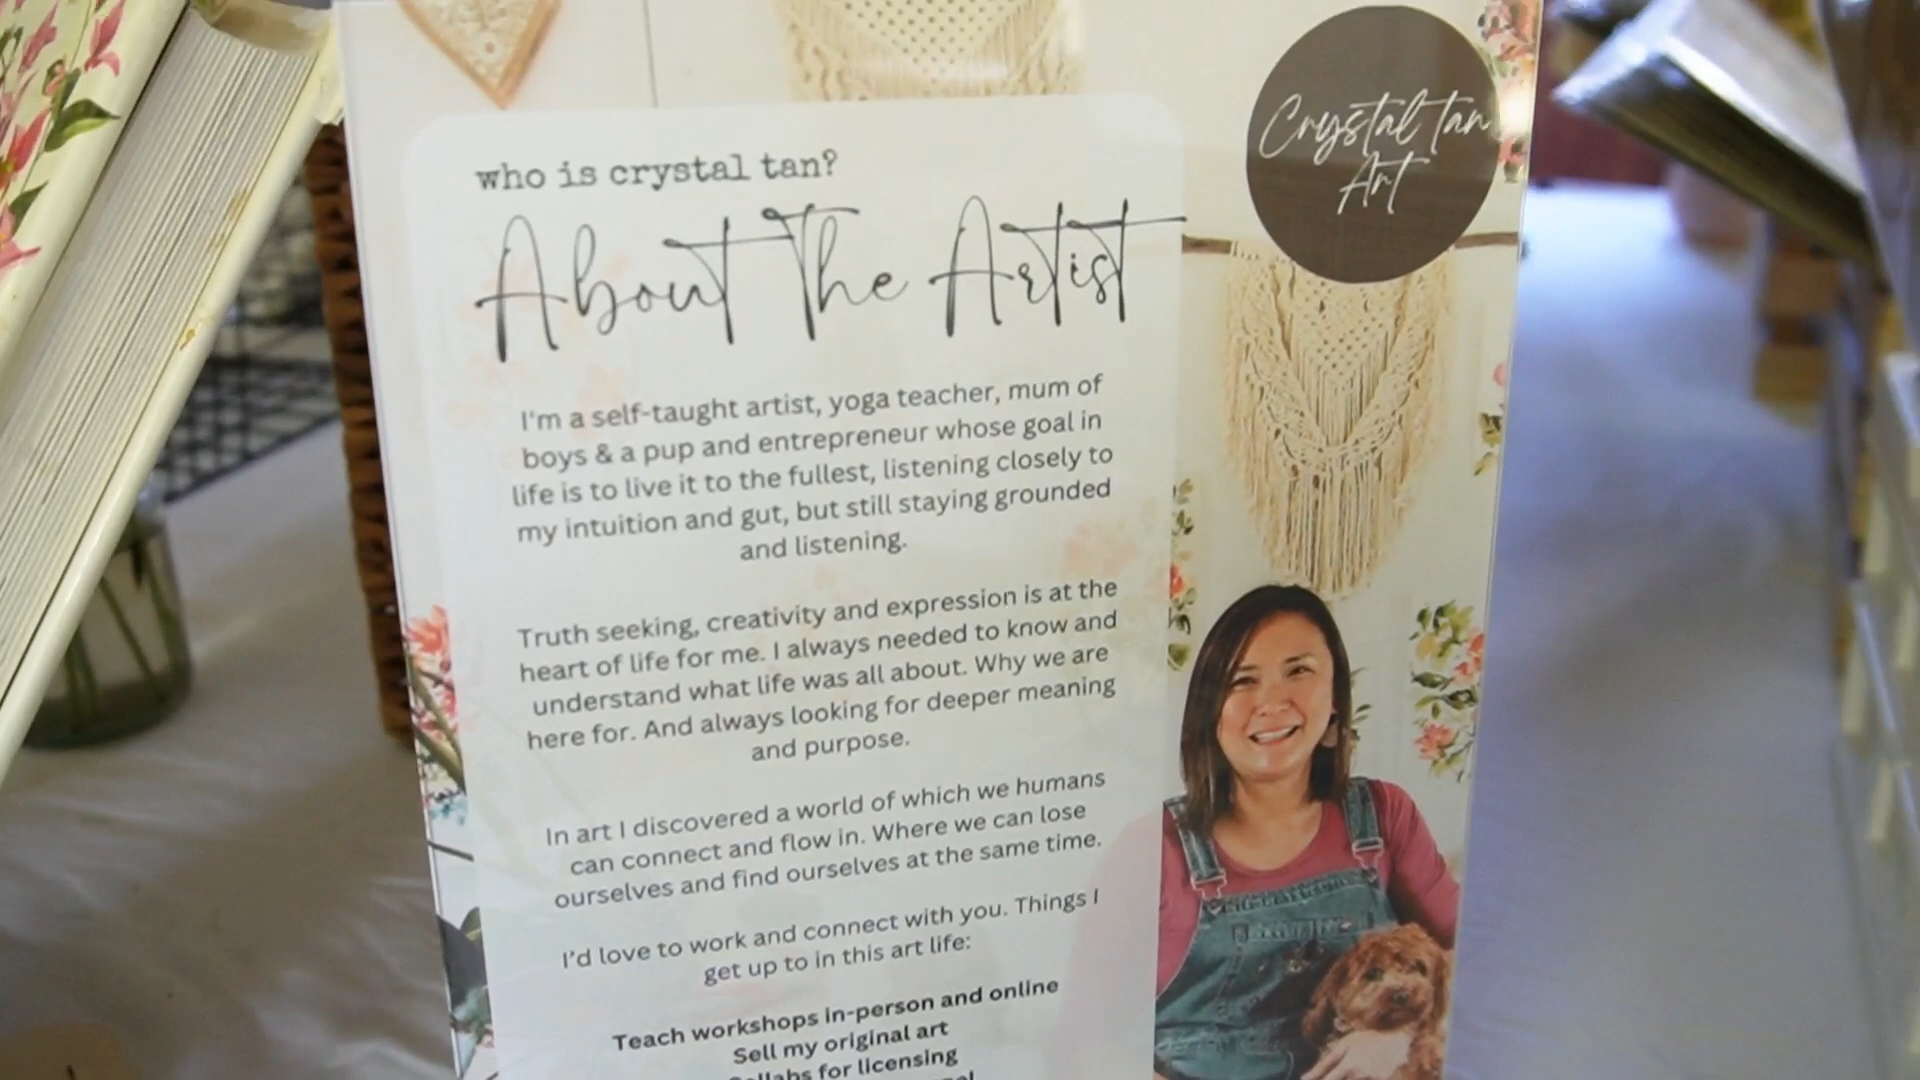 Crystal tan
Art
who is crystal tan?
About The Artist
I'm a self-taught artist, yoga teacher, mum of
boys & a pup and entrepreneur whose goal in
life is to live it to the fullest, listening closely to
my intuition and gut, but still staying grounded
and listening.
Truth seeking, creativity and expression is at the
heart of life for me. I always needed to know and
understand what life was all about. Why we are
here for. And always looking for deeper meaning
and purpose.
In art I discovered a world of which we humans
can connect and flow in. Where we can lose
ourselves and find ourselves at the same time.
I'd love to work and connect with you. Things I
get up to in this art life:
Teach workshops in-person and online
Sell my original art
for licensing